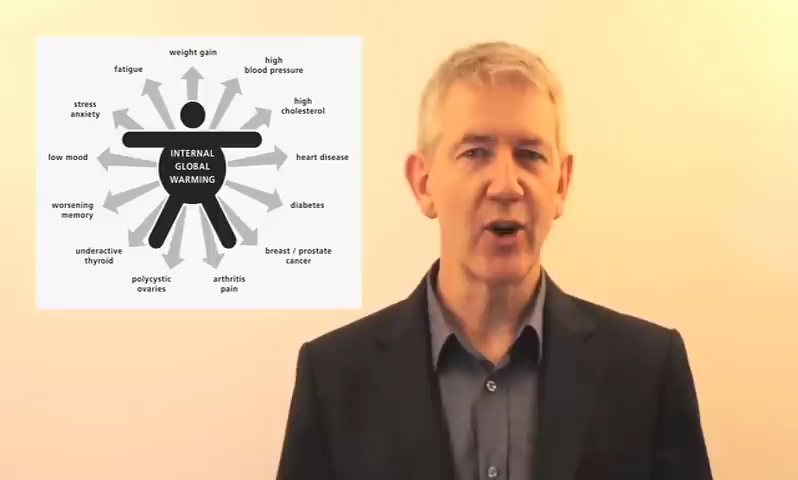 weight gain
fatigue
high
blood pressure
stress
anxiety
high
cholesterol
INTERNAL
GLOBAL
WARMING
low mood
heart disease
worsening
memory
diabetes
underactive
thyroid
breast / prostate
cancer
polycystic
ovaries
arthritis
pain